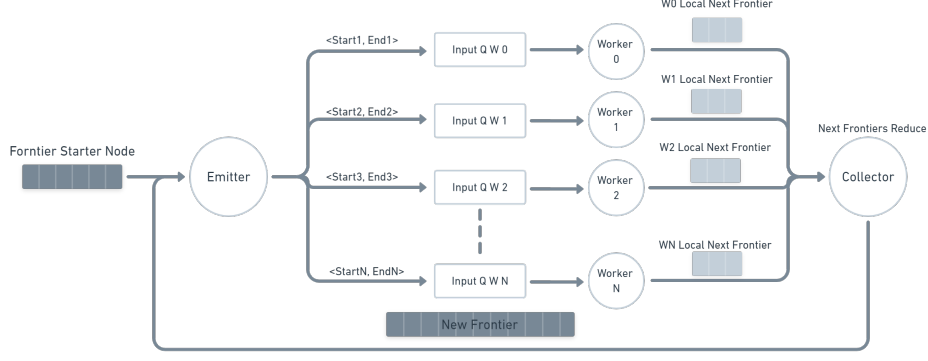 W0 Local Next Frontier
<Start1, End1>
Input Q W 0
Worker
0
W1 Local Next Frontier
<Start2, End2>
Input Q W 1
Worker
1
Next Frontiers Reduce
Forntier Starter Node
W2 Local Next Frontier
Emitter
<Start3, End3>
Input Q W 2
Worker
2
Collector
WN Local Next Frontier
<StartN, EndN>
Input Q W N
Worker
N
New Frontier